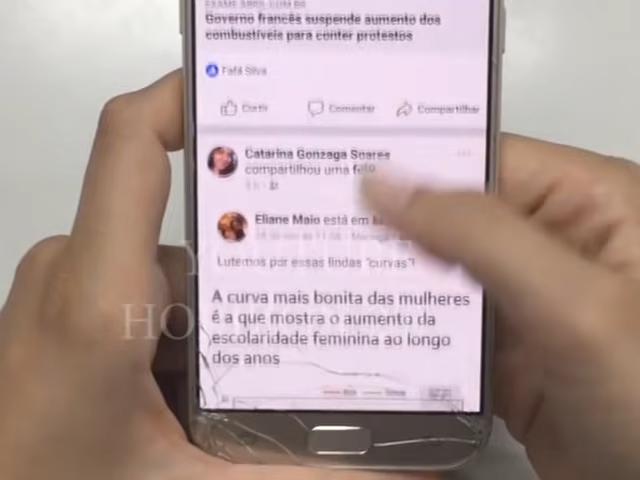 Governo francês suspende aumento dos
combustíveis para conter protestos
Fafá Silva
Curtir
Comentar
Compartilhar
Catarina Gonzaga Soares
compartilhou uma foto
Eliane Maio está em
Lutemos por essas lindas "curvas"!
A curva mais bonita das mulheres
é a que mostra o aumento da
escolaridade feminina ao longo
dos anos